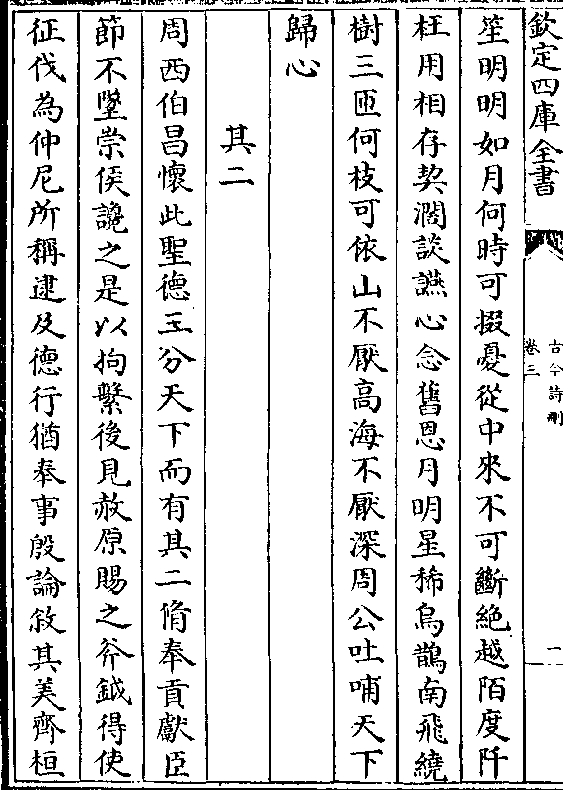 欽定四庫全書
古今詩刪
卷三
一
笙明明如月何時可掇憂從中來不可斷絶越陌度阡
枉用相存契濶談讌心念舊恩月明星稀烏鵲南飛繞
樹三匝何枝可依山不厭高海不厭深周公吐哺天下
歸心
其二
周西伯昌懷此聖德三分天下而有其二脩奉貢獻臣
節不墜崇侯讒之是以拘繫後見赦原賜之斧鉞得使
征伐為仲尼所稱逮及德行猶奉事殷論敘其美齊桓